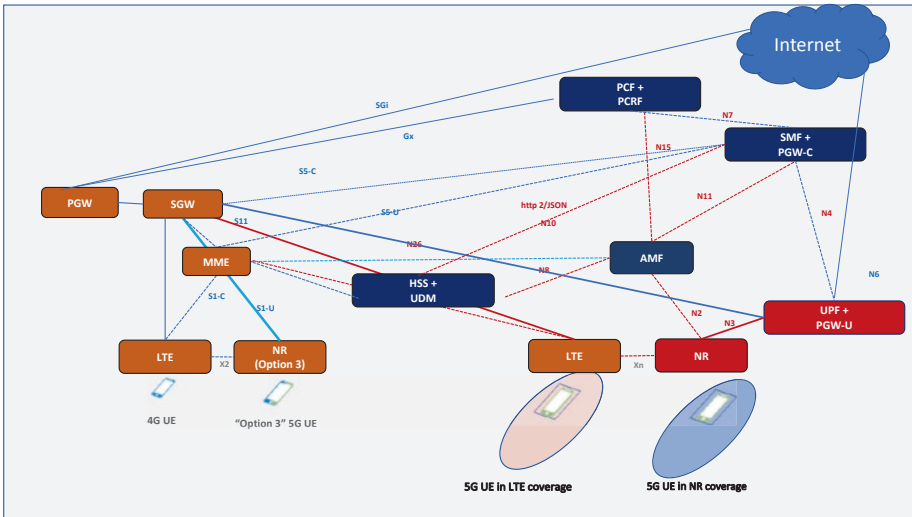 Internet
PCF +
PCRF
SGi
N7
Gx
SMF +
PGW-C
N15
S5-C
PGW
SGW
http 2/JSON
N11
S11
S5-U
N10
N4
N26
MME
AMF
N8
N6
HSS +
UDM
S1-C
S1-U
N2
N3
UPF +
PGW-U
LTE
X2
NR
(Option 3)
LTE
Xn
NR
4G UE
"Option 3" 5G UE
5G UE in LTE coverage
5G UE in NR coverage